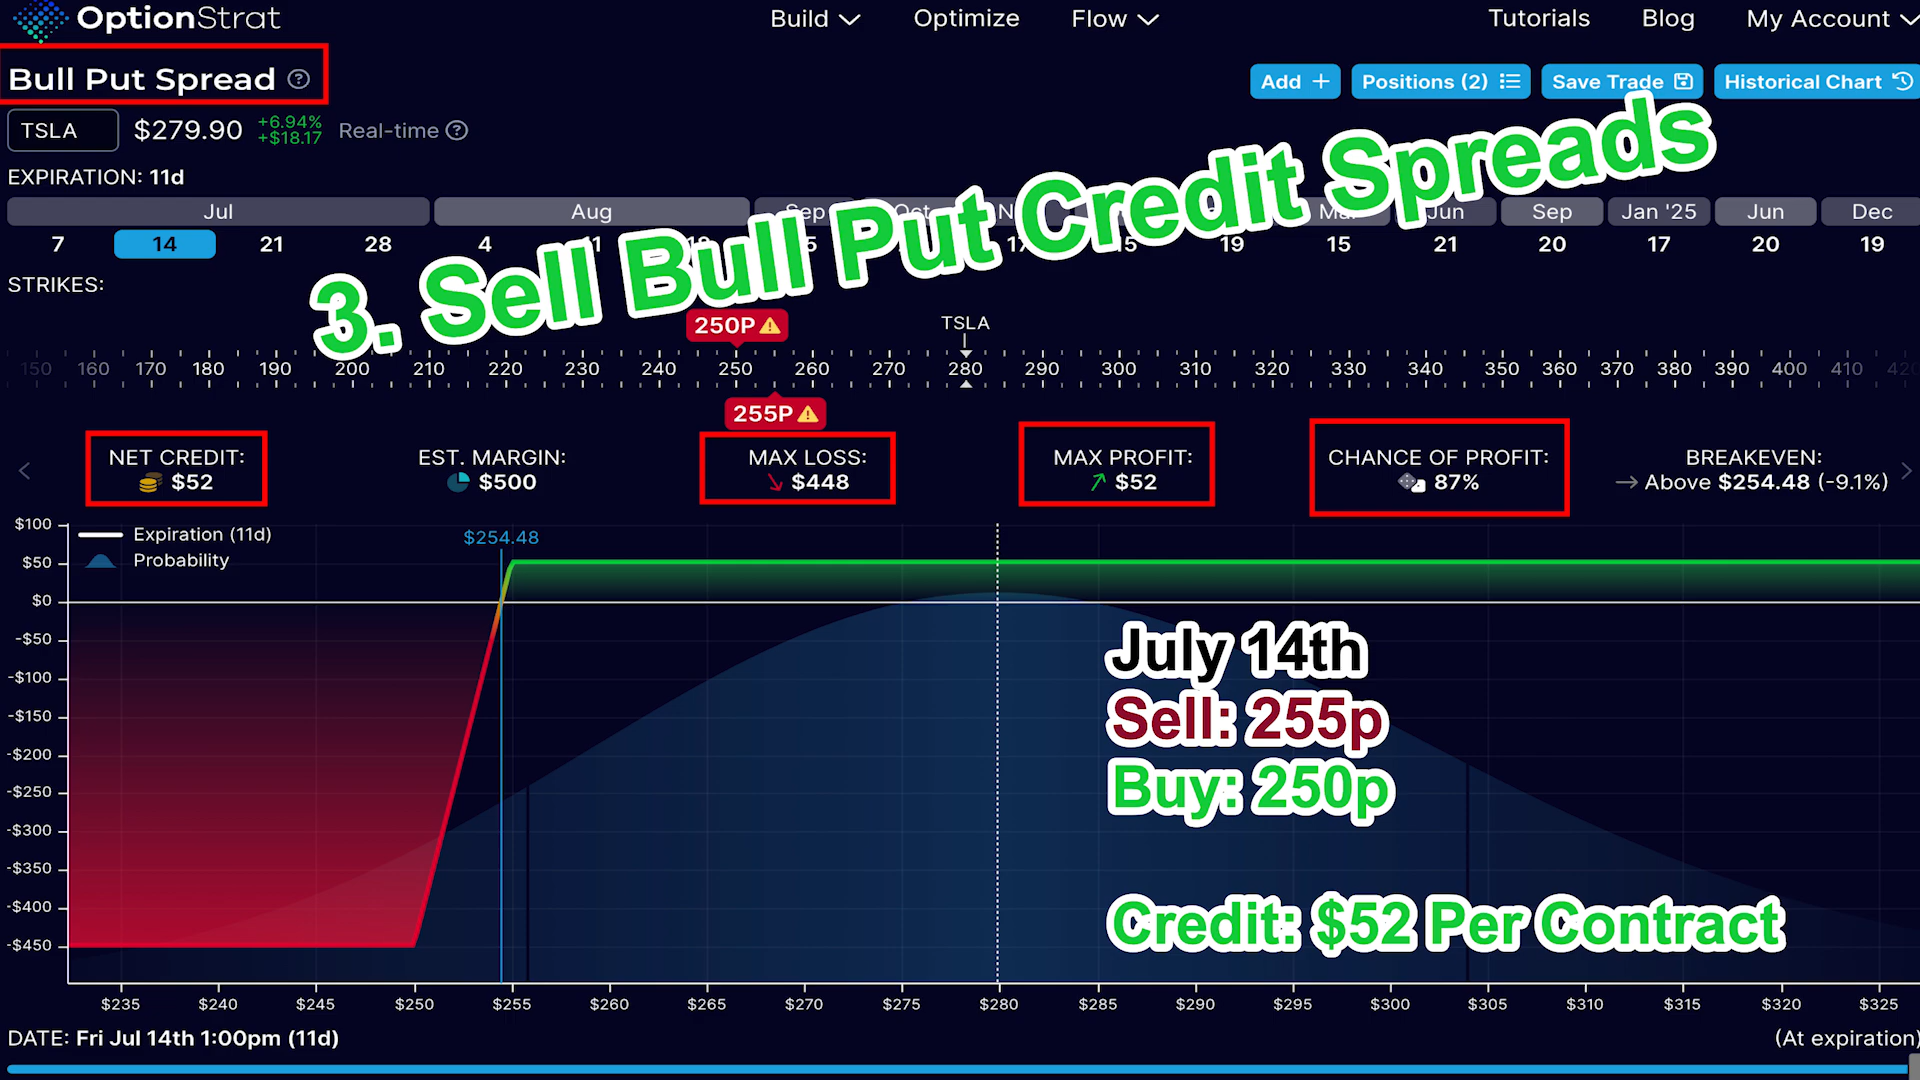 OptionStrat
Build Optimize Flow Tutorials Blog My Account
Bull Put Spread ?
Add + Positions (2) Save Trade Historical Chart
TSLA $279.90 +6.94% +$18.17 Real-time ?
3. Sell Bull Put Credit Spreads
EXPIRATION: 11d
Jul Aug Sep Oct Mar Jun Sep Jan '25 Jun Dec
7 14 21 28 4 19 15 21 20 17 20 19
STRIKES:
250P
TSLA
150 160 170 180 190 200 210 220 230 240 250 260 270 280 290 300 310 320 330 340 350 360 370 380 390 400 410 420
255P
NET CREDIT: EST. MARGIN: MAX LOSS: MAX PROFIT: CHANCE OF PROFIT: BREAKEVEN:
$52 $500 $448 $52 87% → Above $254.48 (-9.1%)
$100
Expiration (11d)
Probability
$254.48
$50
$0
-$50
-$100
-$150
-$200
-$250
-$300
-$350
-$400
-$450
July 14th
Sell: 255p
Buy: 250p
Credit: $52 Per Contract
$235 $240 $245 $250 $255 $260 $265 $270 $275 $280 $285 $290 $295 $300 $305 $310 $315 $320 $325
DATE: Fri Jul 14th 1:00pm (11d) (At expiration)